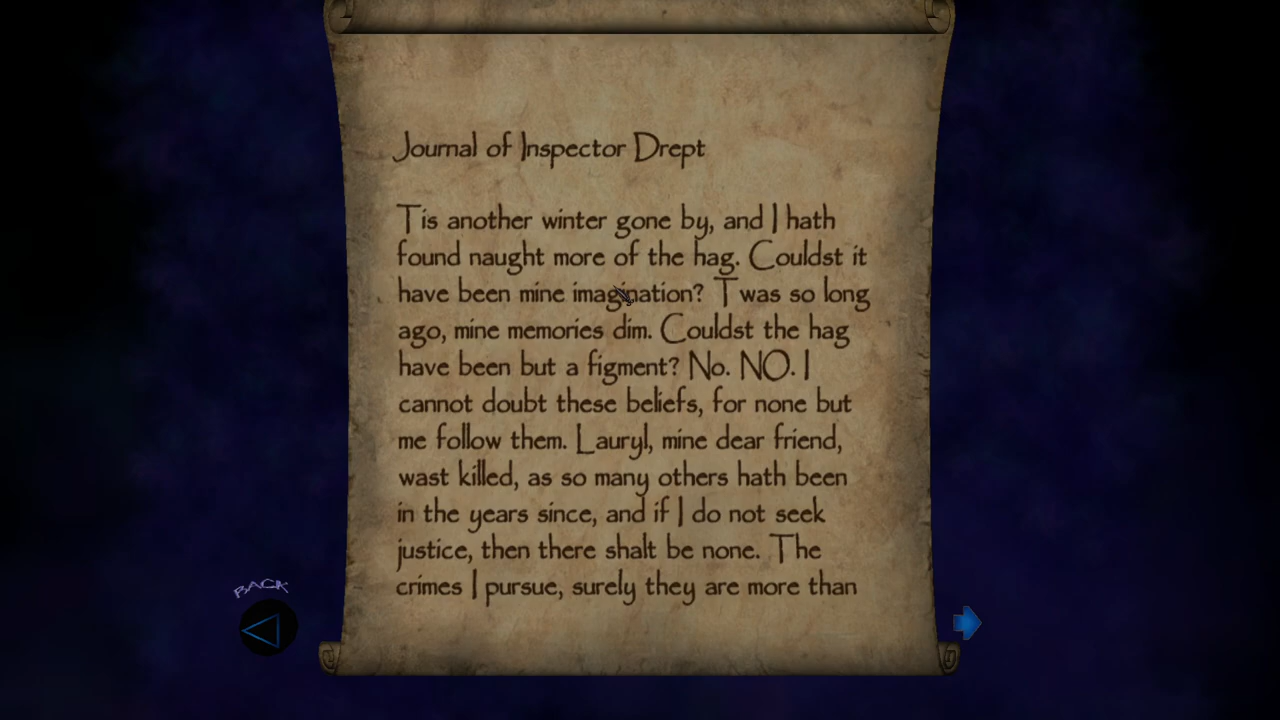 Journal of Inspector Drept
Tis another winter gone by, and I hath
found naught more of the hag. Couldst it
have been mine imagination? Twas so long
ago, mine memories dim. Couldst the hag
have been but a figment? No. NO. I
cannot doubt these beliefs, for none but
me follow them. Lauryl, mine dear friend,
wast killed, as so many others hath been
in the years since, and if I do not seek
justice, then there shalt be none. The
crimes I pursue, surely they are more than
BACK